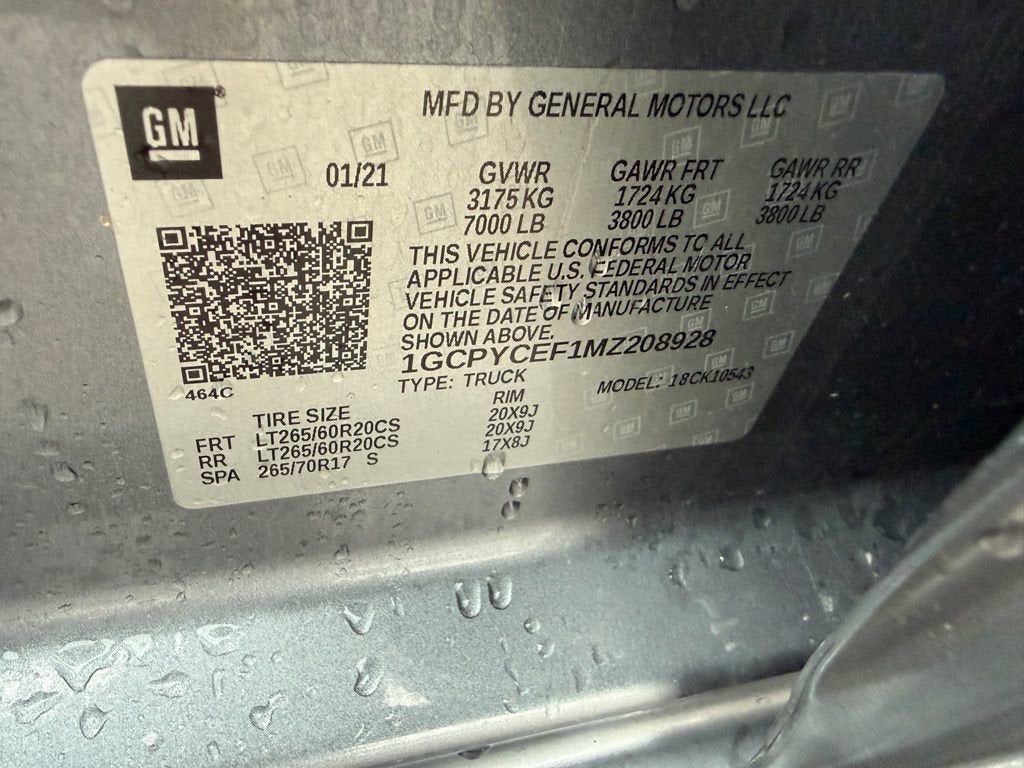 GM
MFD BY GENERAL MOTORS LLC
01/21
GVWR GAWR FRT GAWR RR
3175 KG 1724 KG 1724 KG
7000 LB 3800 LB 3800 LB
THIS VEHICLE CONFORMS TO ALL
APPLICABLE U.S. FEDERAL MOTOR
VEHICLE SAFETY STANDARDS IN EFFECT
ON THE DATE OF MANUFACTURE
SHOWN ABOVE.
1GCPYCEF1MZ208928
TYPE: TRUCK MODEL: 18CK10543
464C
TIRE SIZE RIM
FRT LT265/60R20CS 20X9J
RR LT265/60R20CS 20X9J
SPA 265/70R17 S 17X8J